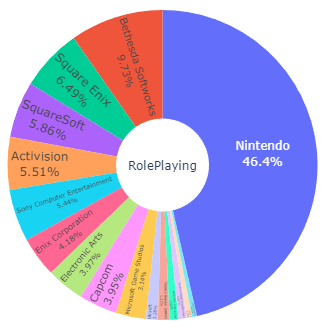 Bethesda Softworks
9.73%
Square Enix
6.49%
SquareSoft
5.86%
Activision
5.51%
Sony Computer Entertainment
5.44%
Enix Corporation
4.18%
Electronic Arts
3.97%
Capcom
3.95%
Microsoft Game Studios
3.14%
RolePlaying
Nintendo
46.4%